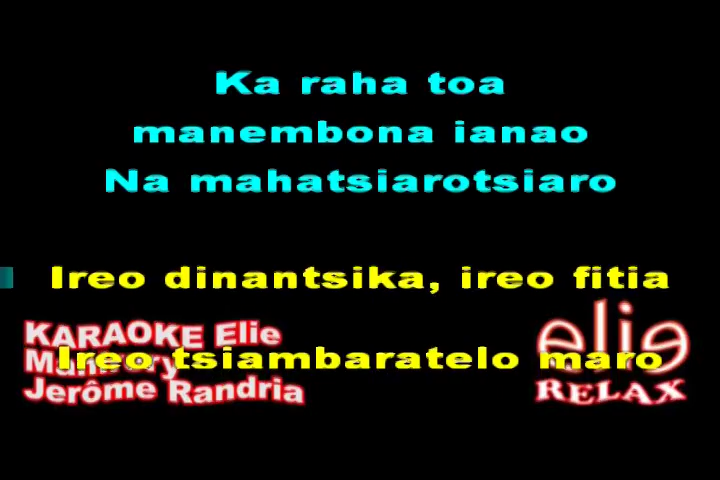 Ka raha toa
manembona ianao
Na mahatsiarotsiaro
Ireo dinantsika, ireo fitia
KARAOKE Elie
Ireo tsiambaratelo maro
Jerôme Randria
elie
RELAX